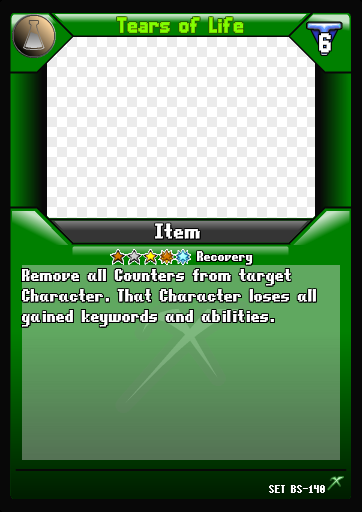 Tears of Life
6
Item
Recovery
Remove all Counters from target
Character. That Character loses all
gained keywords and abilities.
SET BS-140